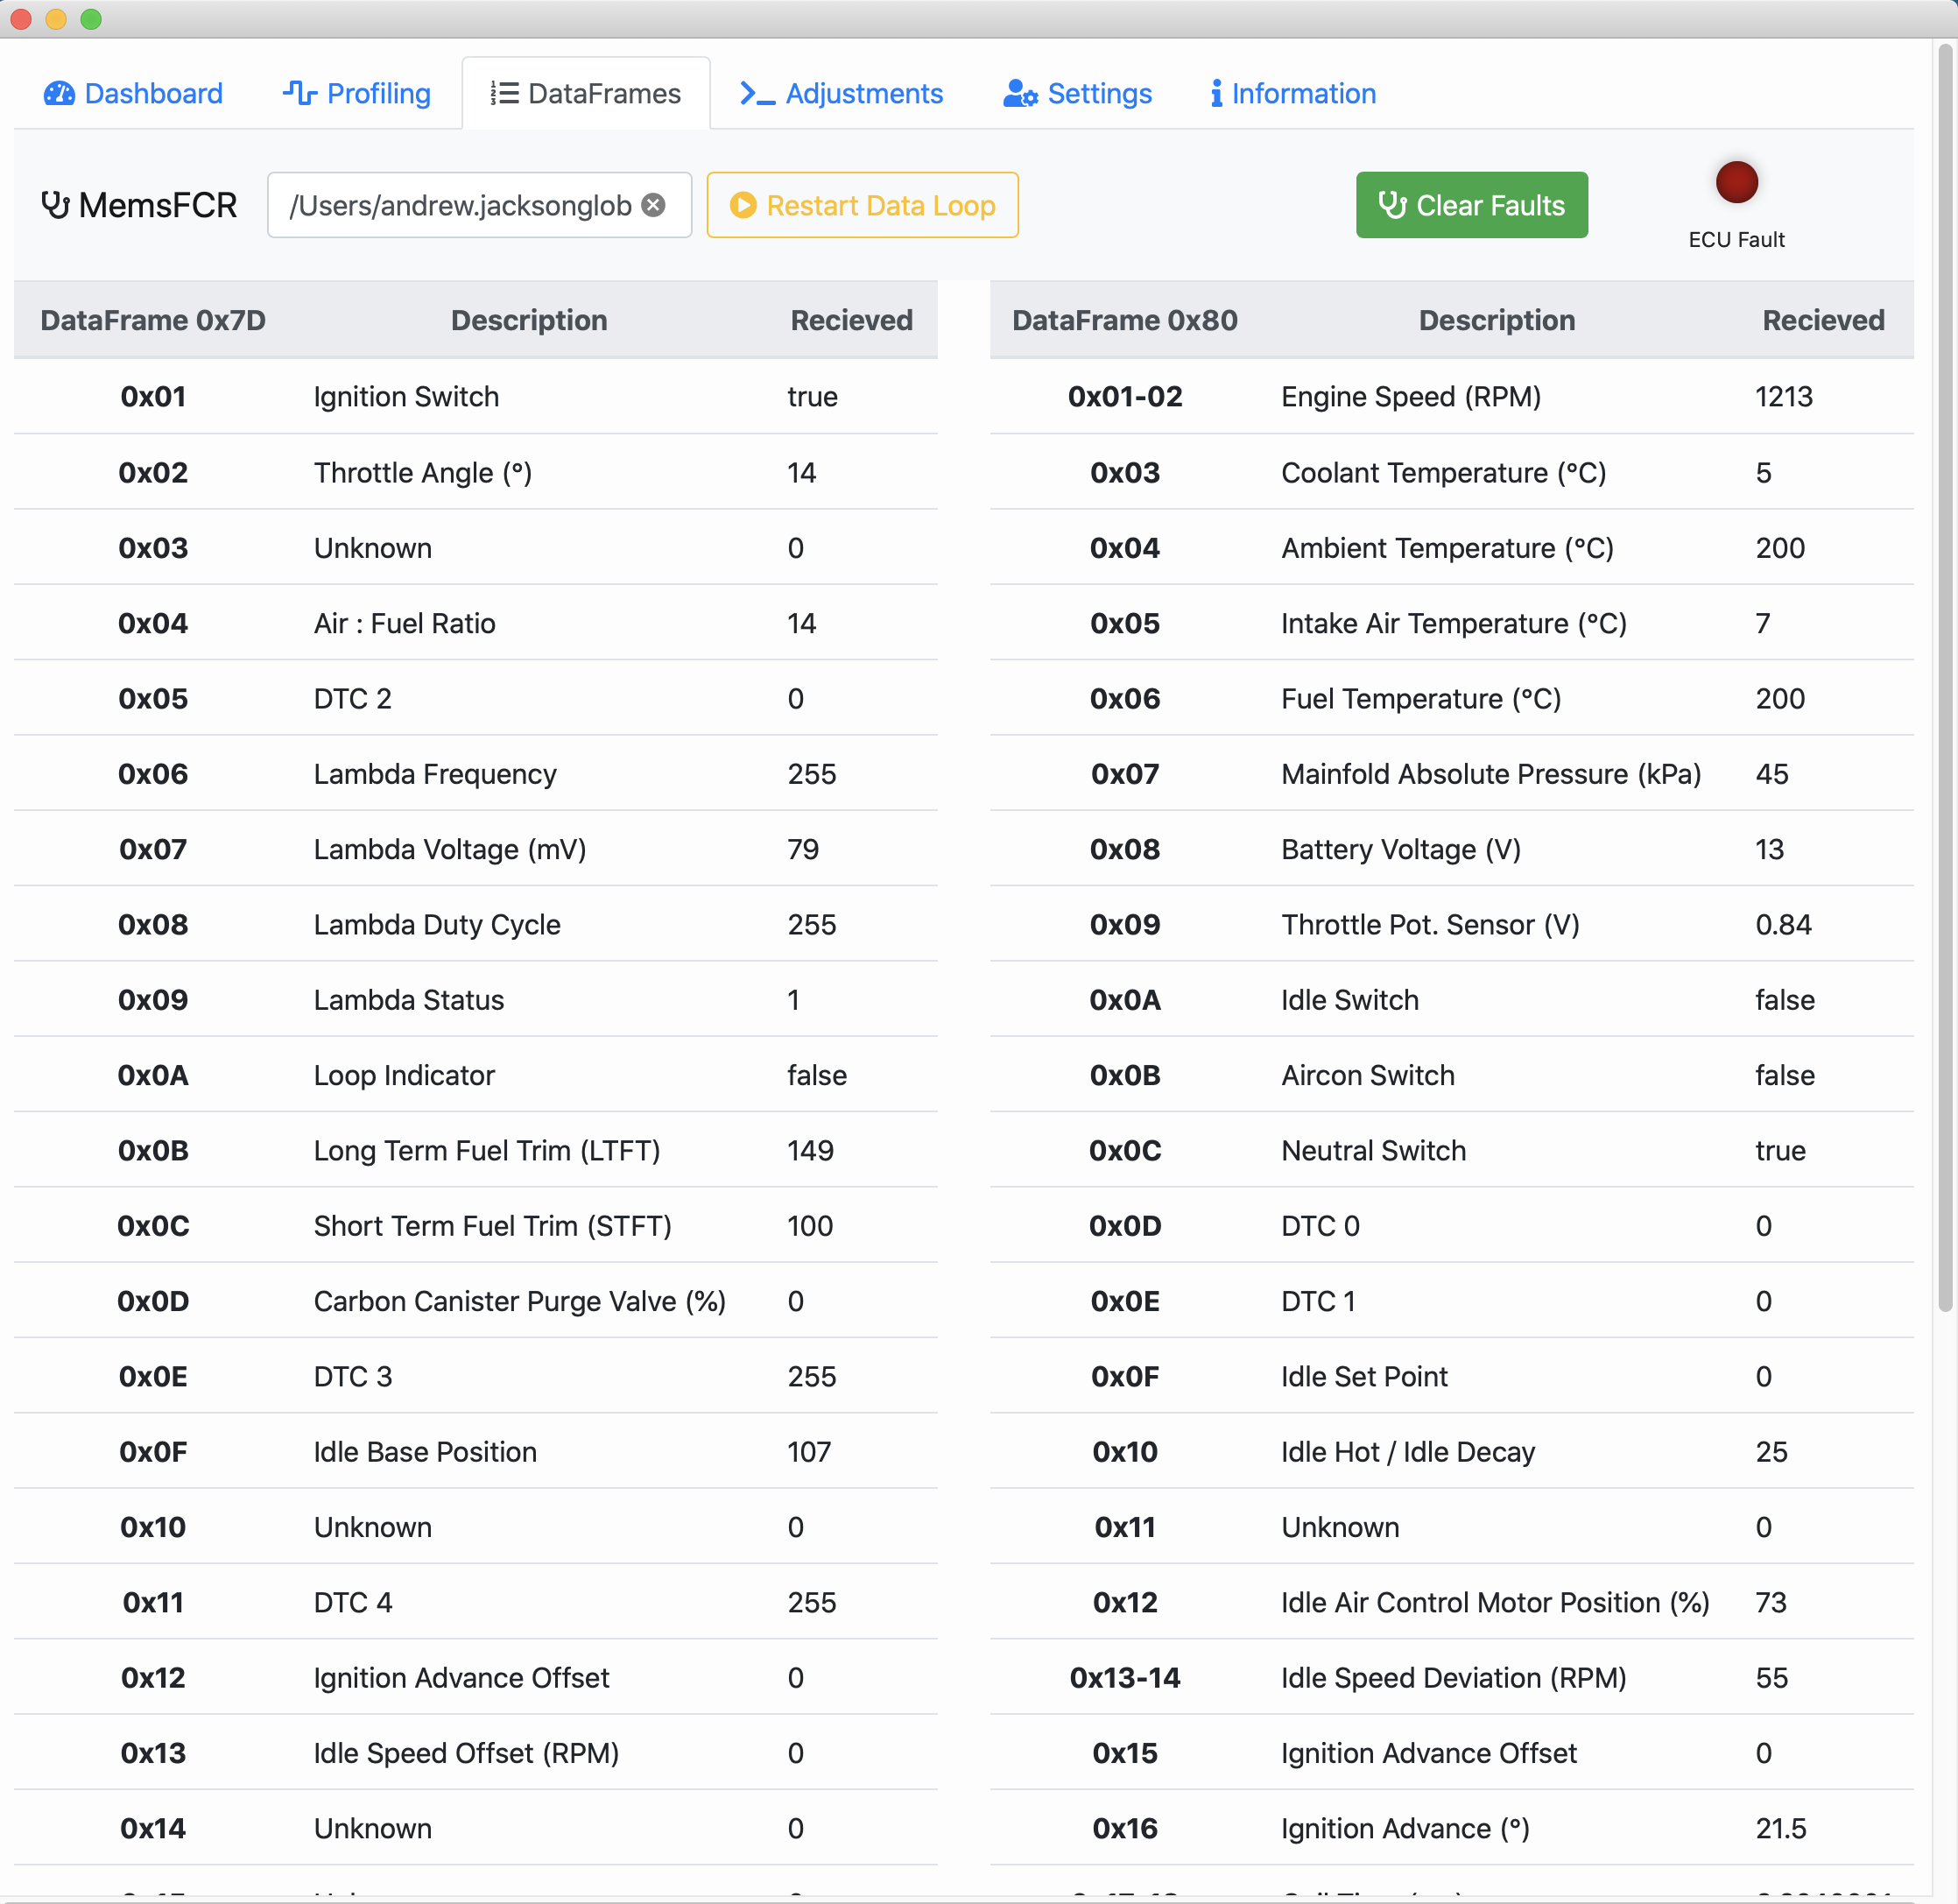 Dashboard Profiling DataFrames Adjustments Settings Information
MemsFCR /Users/andrew.jacksonglob Restart Data Loop Clear Faults
ECU Fault
DataFrame 0x7D Description Recieved
0x01 Ignition Switch true
0x02 Throttle Angle (°) 14
0x03 Unknown 0
0x04 Air : Fuel Ratio 14
0x05 DTC 2 0
0x06 Lambda Frequency 255
0x07 Lambda Voltage (mV) 79
0x08 Lambda Duty Cycle 255
0x09 Lambda Status 1
0x0A Loop Indicator false
0x0B Long Term Fuel Trim (LTFT) 149
0x0C Short Term Fuel Trim (STFT) 100
0x0D Carbon Canister Purge Valve (%) 0
0x0E DTC 3 255
0x0F Idle Base Position 107
0x10 Unknown 0
0x11 DTC 4 255
0x12 Ignition Advance Offset 0
0x13 Idle Speed Offset (RPM) 0
0x14 Unknown 0
DataFrame 0x80 Description Recieved
0x01-02 Engine Speed (RPM) 1213
0x03 Coolant Temperature (°C) 5
0x04 Ambient Temperature (°C) 200
0x05 Intake Air Temperature (°C) 7
0x06 Fuel Temperature (°C) 200
0x07 Mainfold Absolute Pressure (kPa) 45
0x08 Battery Voltage (V) 13
0x09 Throttle Pot. Sensor (V) 0.84
0x0A Idle Switch false
0x0B Aircon Switch false
0x0C Neutral Switch true
0x0D DTC 0 0
0x0E DTC 1 0
0x0F Idle Set Point 0
0x10 Idle Hot / Idle Decay 25
0x11 Unknown 0
0x12 Idle Air Control Motor Position (%) 73
0x13-14 Idle Speed Deviation (RPM) 55
0x15 Ignition Advance Offset 0
0x16 Ignition Advance (°) 21.5